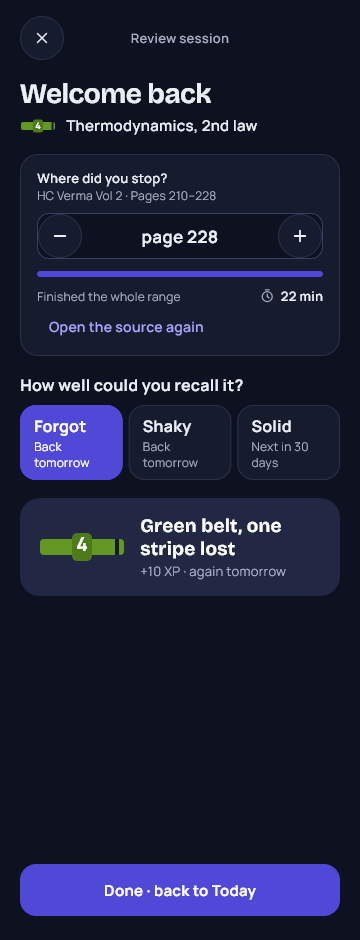 Review session
Welcome back
4
Thermodynamics, 2nd law
Where did you stop?
HC Verma Vol 2 · Pages 210–228
− page 228 +
Finished the whole range
22 min
Open the source again
How well could you recall it?
Forgot
Back
tomorrow
Shaky
Back
tomorrow
Solid
Next in 30
days
4
Green belt, one
stripe lost
+10 XP · again tomorrow
Done · back to Today